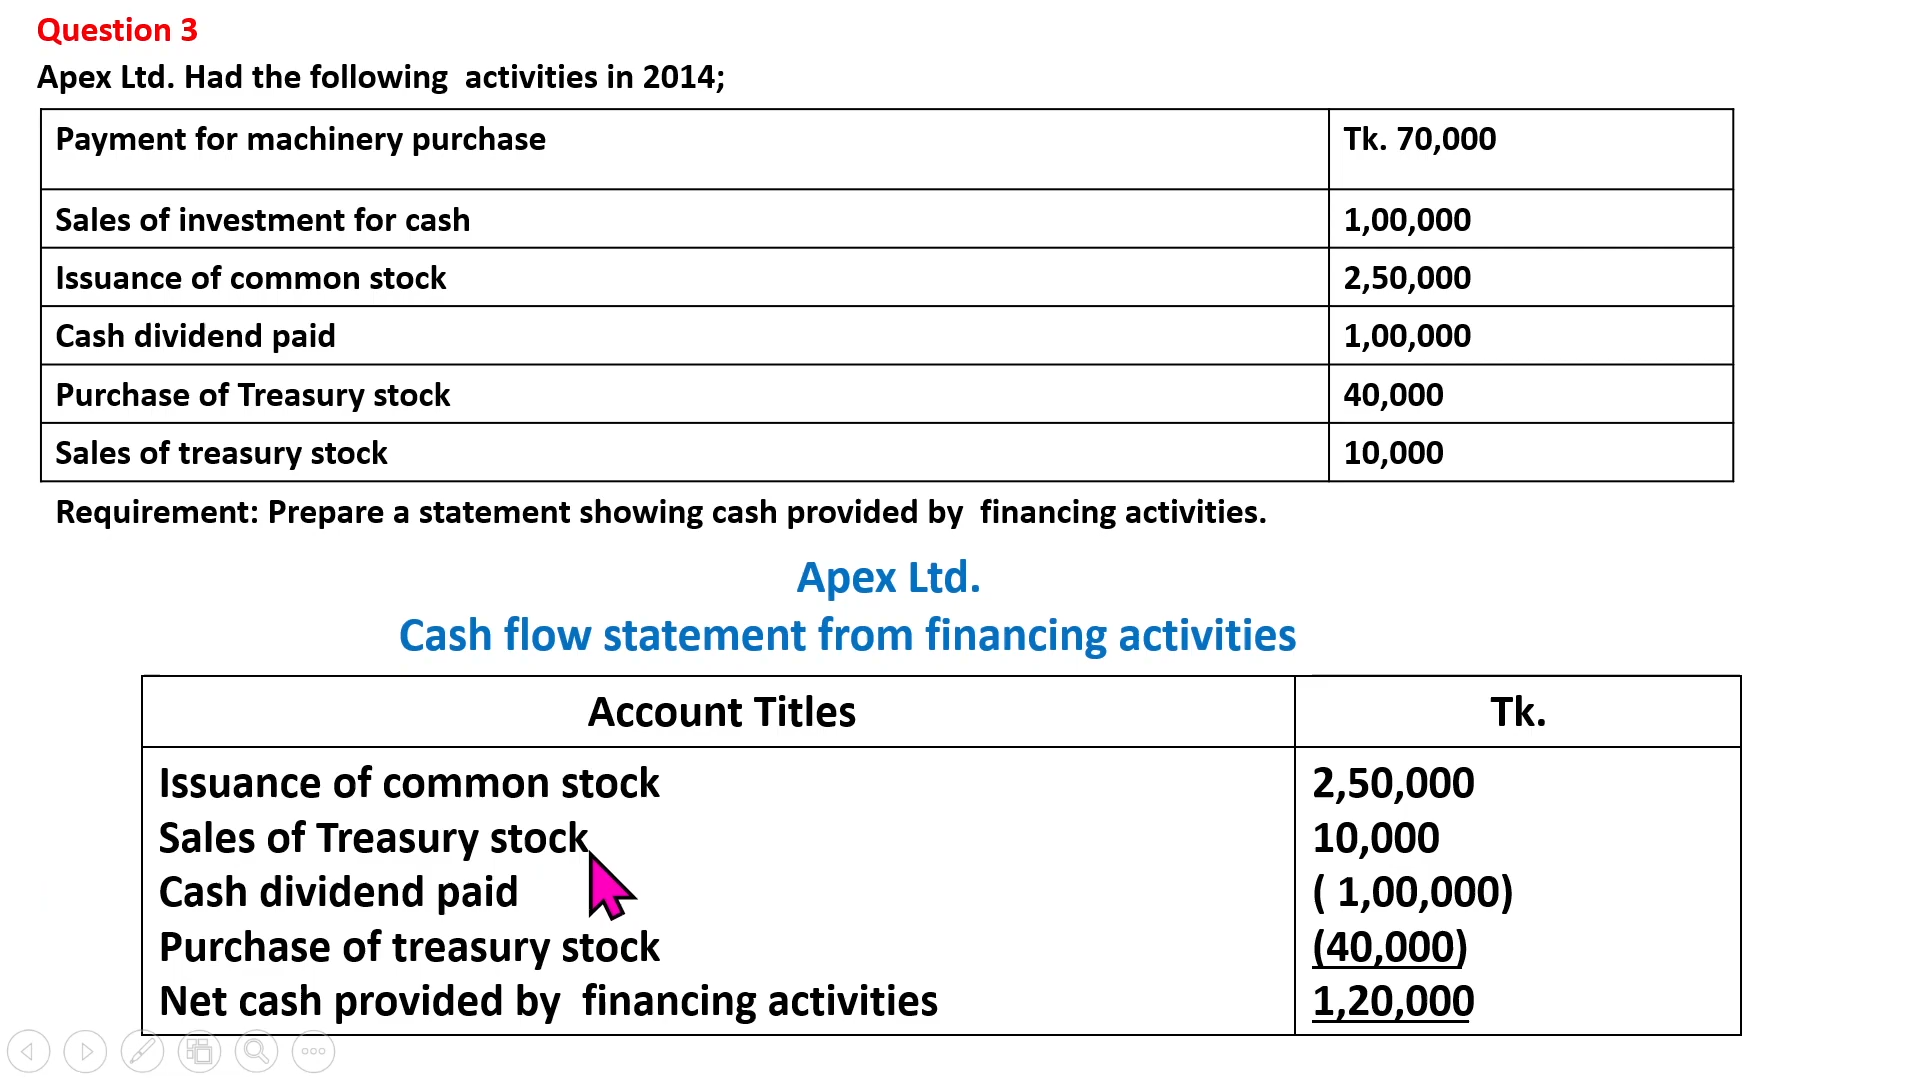 Question 3
Apex Ltd. Had the following activities in 2014;
Payment for machinery purchase Tk. 70,000
Sales of investment for cash 1,00,000
Issuance of common stock 2,50,000
Cash dividend paid 1,00,000
Purchase of Treasury stock 40,000
Sales of treasury stock 10,000
Requirement: Prepare a statement showing cash provided by financing activities.
Apex Ltd.
Cash flow statement from financing activities
Account Titles Tk.
Issuance of common stock 2,50,000
Sales of Treasury stock 10,000
Cash dividend paid ( 1,00,000)
Purchase of treasury stock (40,000)
Net cash provided by financing activities 1,20,000